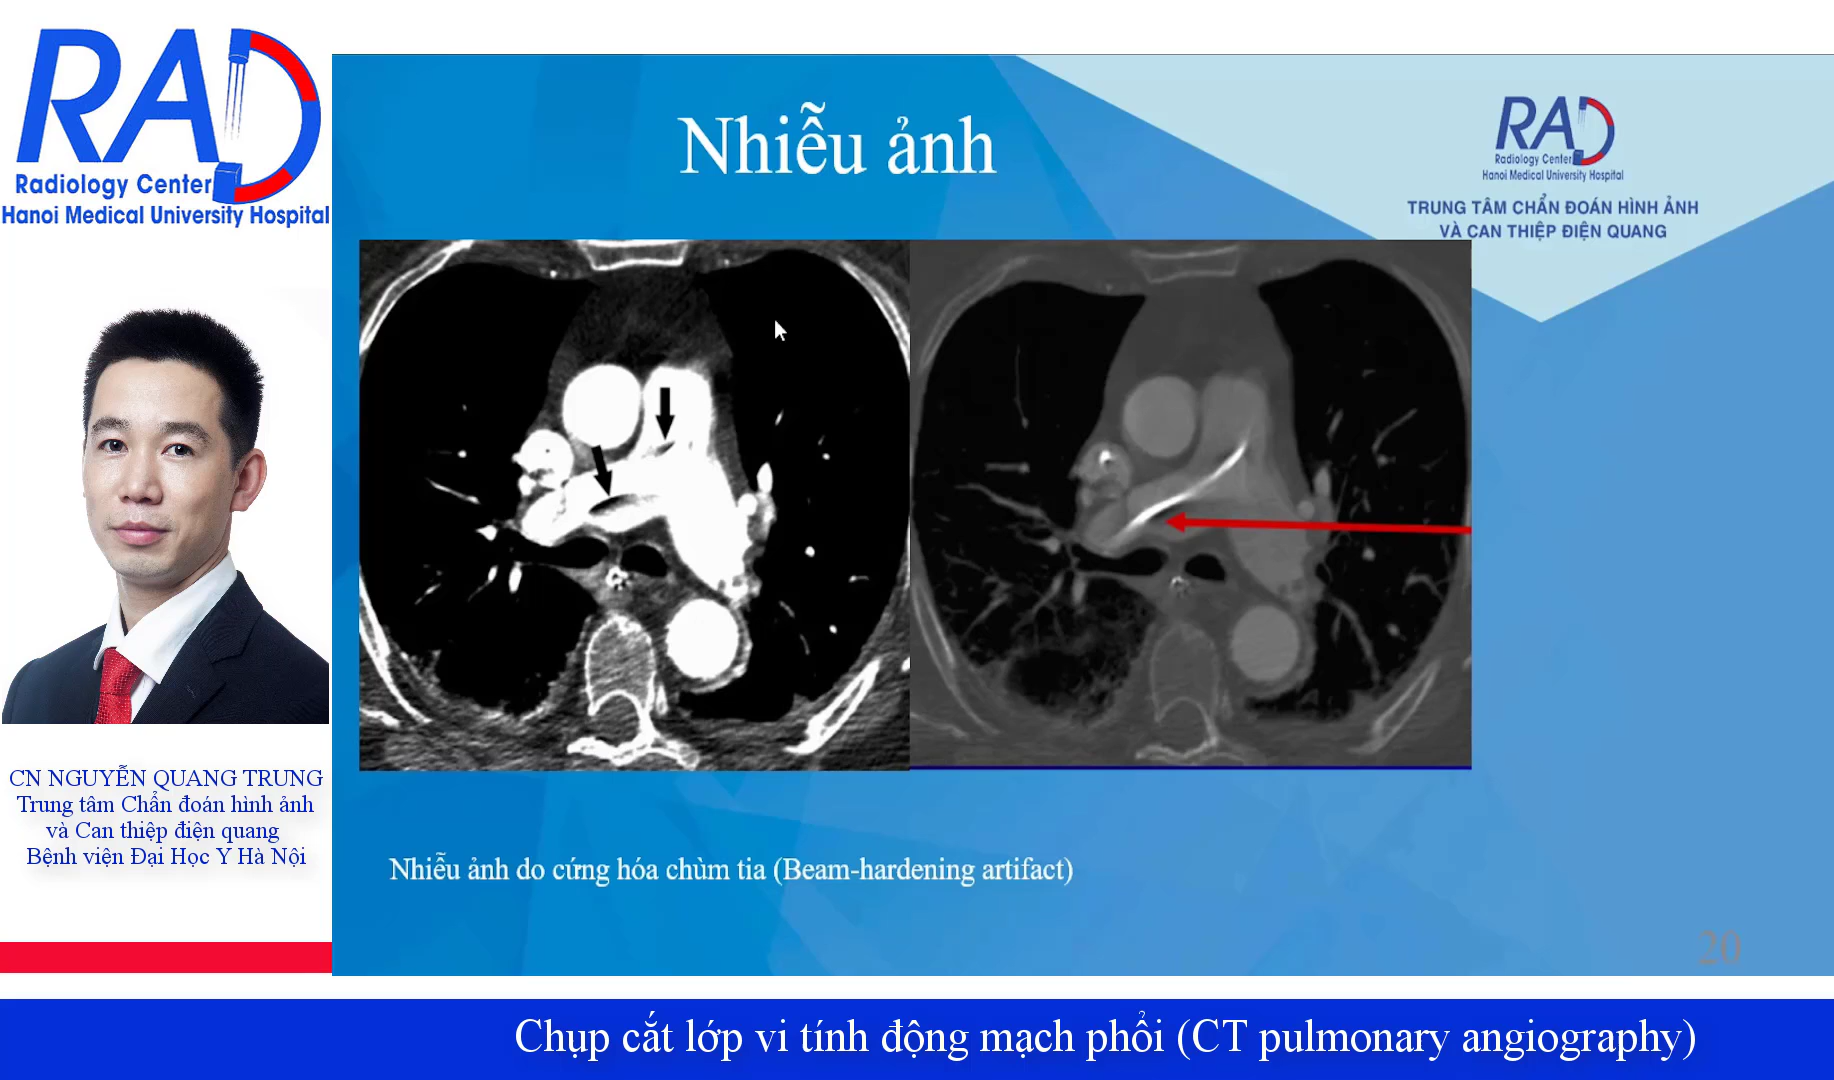 RAD
Radiology Center
Hanoi Medical University Hospital
CN NGUYỄN QUANG TRUNG
Trung tâm Chẩn đoán hình ảnh
và Can thiệp điện quang
Bệnh viện Đại Học Y Hà Nội
Nhiễu ảnh
RAD
Radiology Center
Hanoi Medical University Hospital
TRUNG TÂM CHẨN ĐOÁN HÌNH ẢNH
VÀ CAN THIỆP ĐIỆN QUANG
Nhiễu ảnh do cứng hóa chùm tia (Beam-hardening artifact)
20
Chụp cắt lớp vi tính động mạch phổi (CT pulmonary angiography)